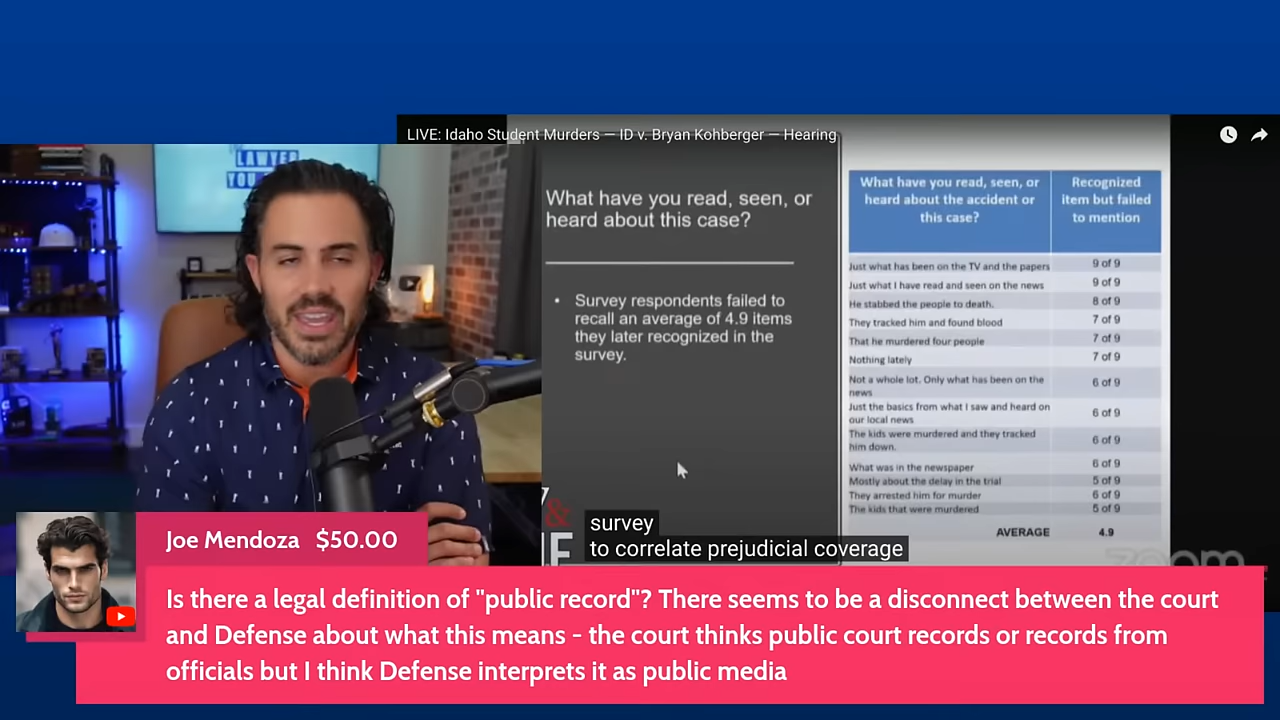 LIVE: Idaho Student Murders — ID v. Bryan Kohberger — Hearing
LAWYER
YOU
What have you read, seen, or
heard about this case?
• Survey respondents failed to
recall an average of 4.9 items
they later recognized in the
survey.
What have you read, seen, or
heard about the accident or
this case?
Recognized
item but failed
to mention
Just what has been on the TV and the papers 9 of 9
Just what I have read and seen on the news 9 of 9
He stabbed the people to death. 8 of 9
They tracked him and found blood 7 of 9
That he murdered four people 7 of 9
Nothing lately 7 of 9
Not a whole lot. Only what has been on the
news 6 of 9
Just the basics from what I saw and heard on
our local news 6 of 9
The kids were murdered and they tracked
him down. 6 of 9
What was in the newspaper 6 of 9
Mostly about the delay in the trial 5 of 9
They arrested him for murder 6 of 9
The kids that were murdered 5 of 9
AVERAGE 4.9
&
zoom
survey
to correlate prejudicial coverage
Joe Mendoza $50.00
Is there a legal definition of "public record"? There seems to be a disconnect between the court
and Defense about what this means - the court thinks public court records or records from
officials but I think Defense interprets it as public media